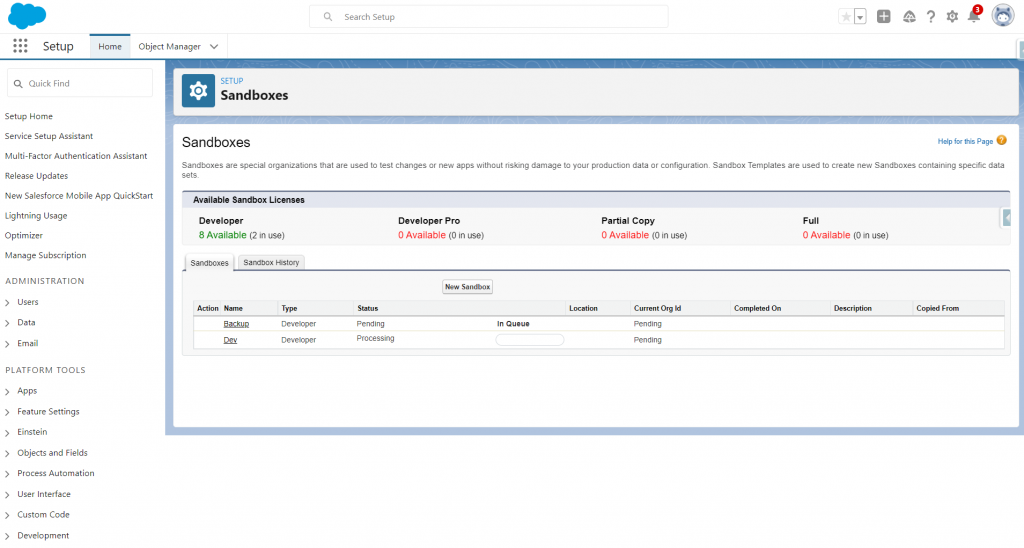 Search Setup
3
Setup
Home
Object Manager
Quick Find
Setup Home
Service Setup Assistant
Multi-Factor Authentication Assistant
Release Updates
New Salesforce Mobile App QuickStart
Lightning Usage
Optimizer
Manage Subscription
ADMINISTRATION
Users
Data
Email
PLATFORM TOOLS
Apps
Feature Settings
Einstein
Objects and Fields
Process Automation
User Interface
Custom Code
Development
SETUP
Sandboxes
Sandboxes
Help for this Page ?
Sandboxes are special organizations that are used to test changes or new apps without risking damage to your production data or configuration. Sandbox Templates are used to create new Sandboxes containing specific data
sets.
Available Sandbox Licenses
Developer Developer Pro Partial Copy Full
8 Available (2 in use) 0 Available (0 in use) 0 Available (0 in use) 0 Available (0 in use)
Sandboxes Sandbox History
New Sandbox
Action Name Type Status Location Current Org Id Completed On Description Copied From
Backup Developer Pending In Queue Pending
Dev Developer Processing Pending